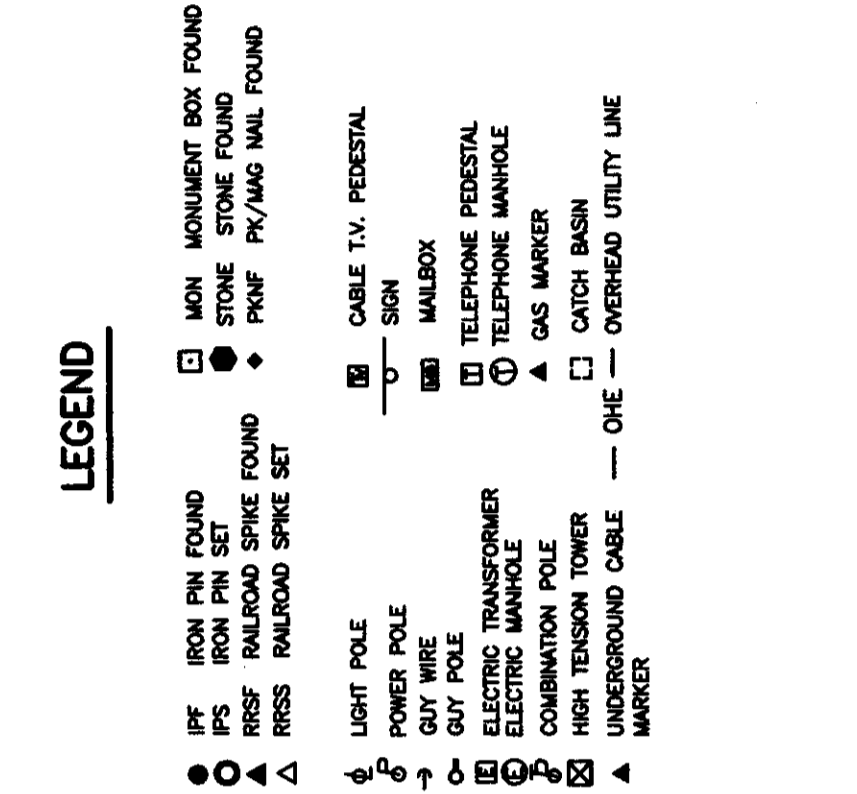 LEGEND
IPF IRON PIN FOUND
IPS IRON PIN SET
RRSF RAILROAD SPIKE FOUND
RRSS RAILROAD SPIKE SET
MON MONUMENT BOX FOUND
STONE STONE FOUND
PKNF PK/MAG NAIL FOUND
LIGHT POLE
POWER POLE
GUY WIRE
GUY POLE
E ELECTRIC TRANSFORMER
E ELECTRIC MANHOLE
COMBINATION POLE
HIGH TENSION TOWER
UNDERGROUND CABLE
MARKER
CABLE T.V. PEDESTAL
SIGN
MAILBOX
T TELEPHONE PEDESTAL
T TELEPHONE MANHOLE
GAS MARKER
CATCH BASIN
— OHE — OVERHEAD UTILITY LINE